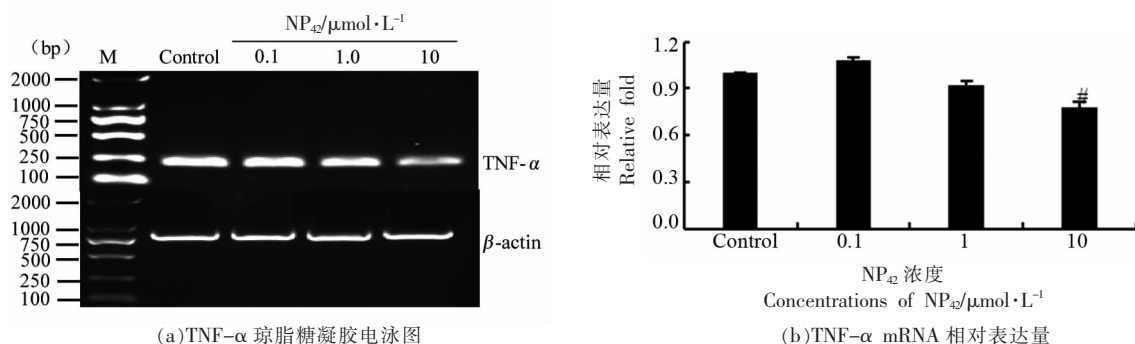 NP₄₂/μmol·L⁻¹
(bp) M Control 0.1 1.0 10
2000
1000
750
500
250
100
TNF-α
2000
1000
750
500
250
100
β-actin
(a)TNF-α 琼脂糖凝胶电泳图
相对表达量
Relative fold
1.2
0.9
0.6
0.3
0.0
#
Control 0.1 1 10
NP₄₂ 浓度
Concentrations of NP₄₂/μmol·L⁻¹
(b)TNF-α mRNA 相对表达量